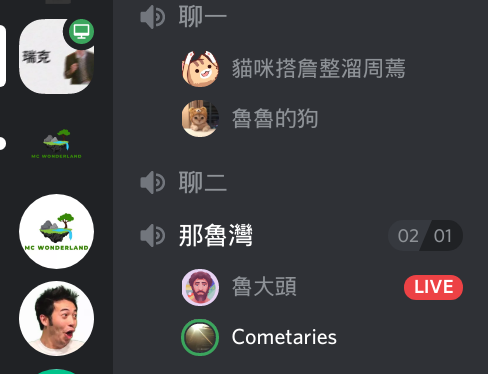 聊一
瑞克
貓咪搭詹整溜周蔫
魯魯的狗
MC WONDERLAND
聊二
MC WONDERLAND
那魯灣
02 01
魯大頭
LIVE
Cometaries